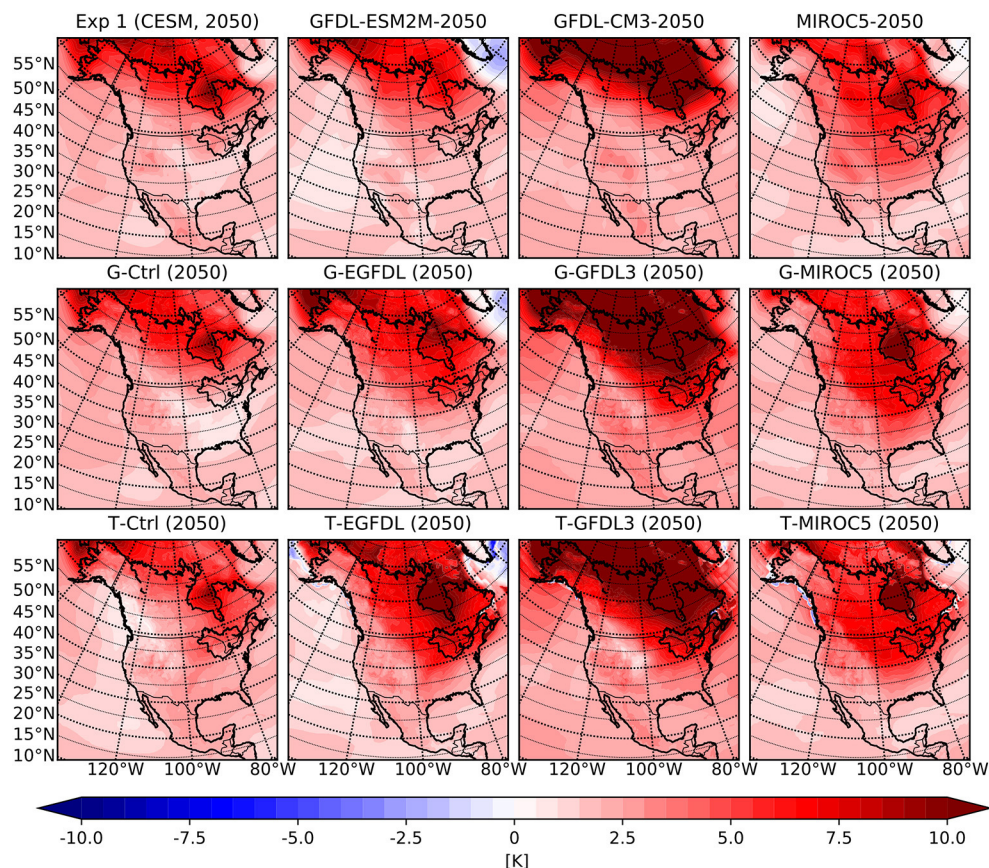 Exp 1 (CESM, 2050) GFDL-ESM2M-2050 GFDL-CM3-2050 MIROC5-2050
55°N
50°N
45°N
40°N
35°N
30°N
25°N
20°N
15°N
10°N
G-Ctrl (2050) G-EGFDL (2050) G-GFDL3 (2050) G-MIROC5 (2050)
55°N
50°N
45°N
40°N
35°N
30°N
25°N
20°N
15°N
10°N
T-Ctrl (2050) T-EGFDL (2050) T-GFDL3 (2050) T-MIROC5 (2050)
55°N
50°N
45°N
40°N
35°N
30°N
25°N
20°N
15°N
10°N
120°W 100°W 80°W 120°W 100°W 80°W 120°W 100°W 80°W 120°W 100°W 80°W
-10.0 -7.5 -5.0 -2.5 0 2.5 5.0 7.5 10.0
[K]